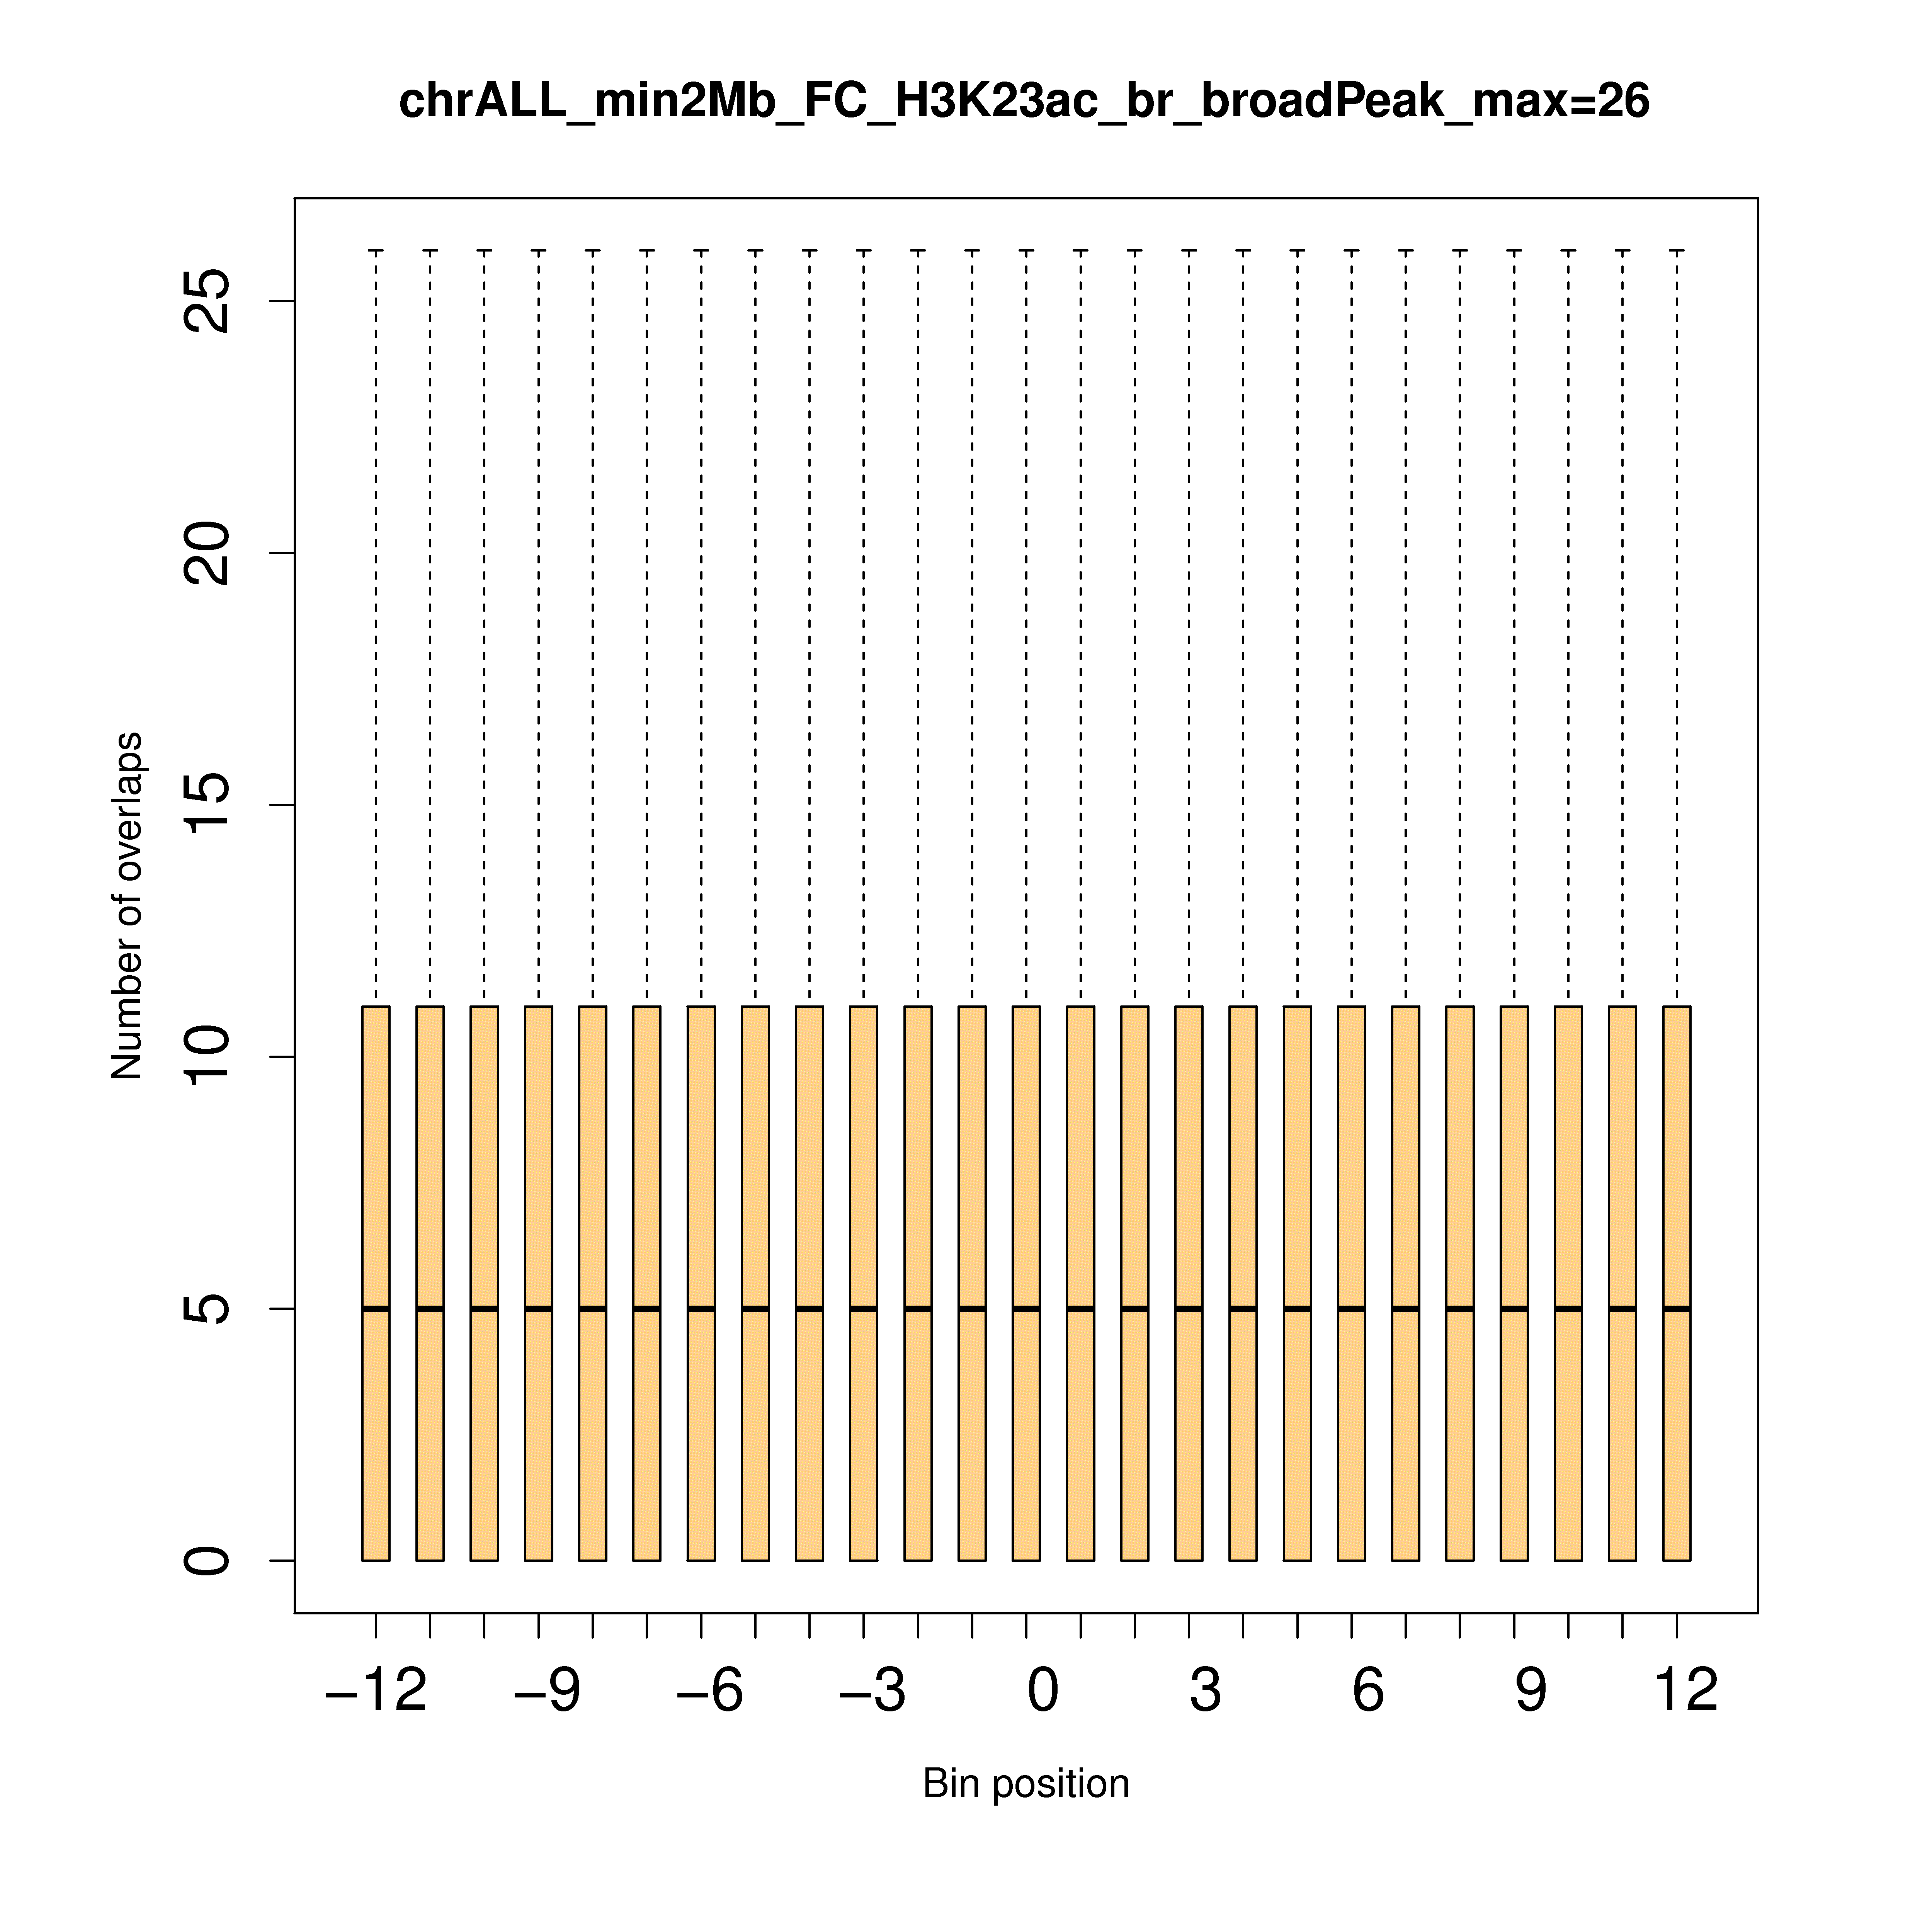 chrALL_min2Mb_FC_H3K23ac_br_broadPeak_max=26
25
20
15
10
5
0
Number of overlaps
−12 −9 −6 −3 0 3 6 9 12
Bin position